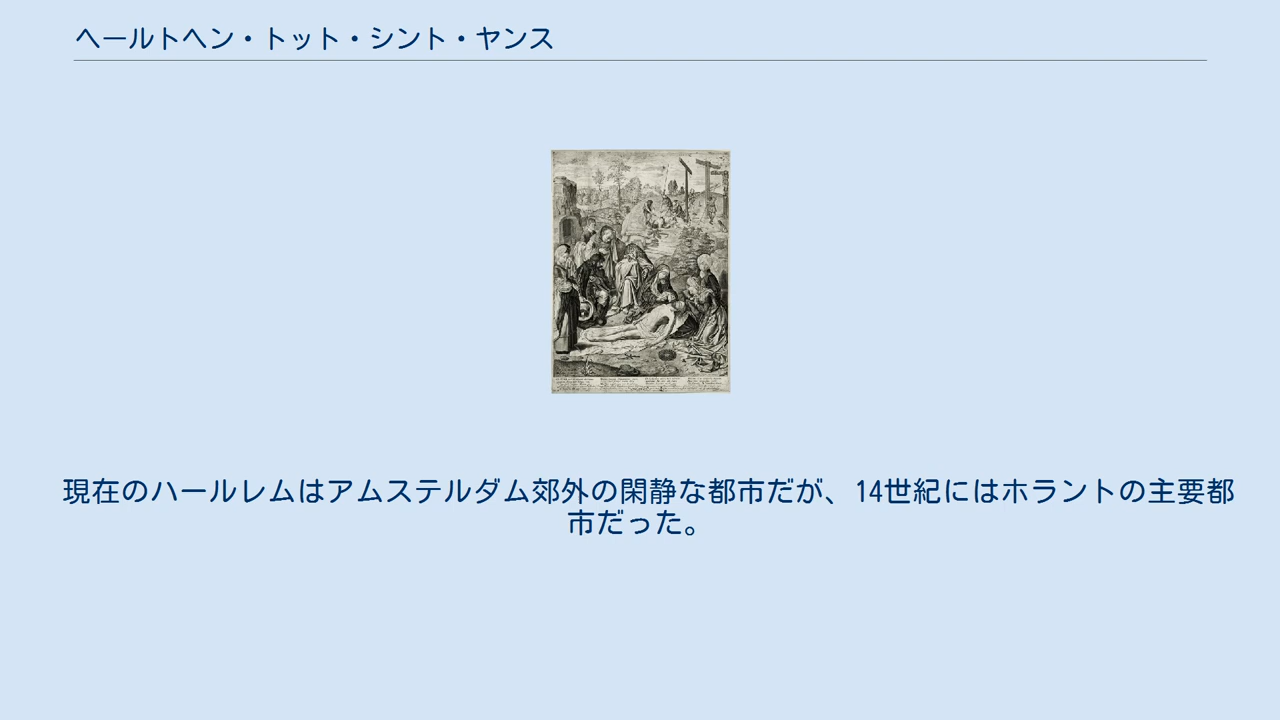 ヘールトヘン・トット・シント・ヤンス
現在のハールレムはアムステルダム郊外の閑静な都市だが、14世紀にはホラントの主要都
市だった。